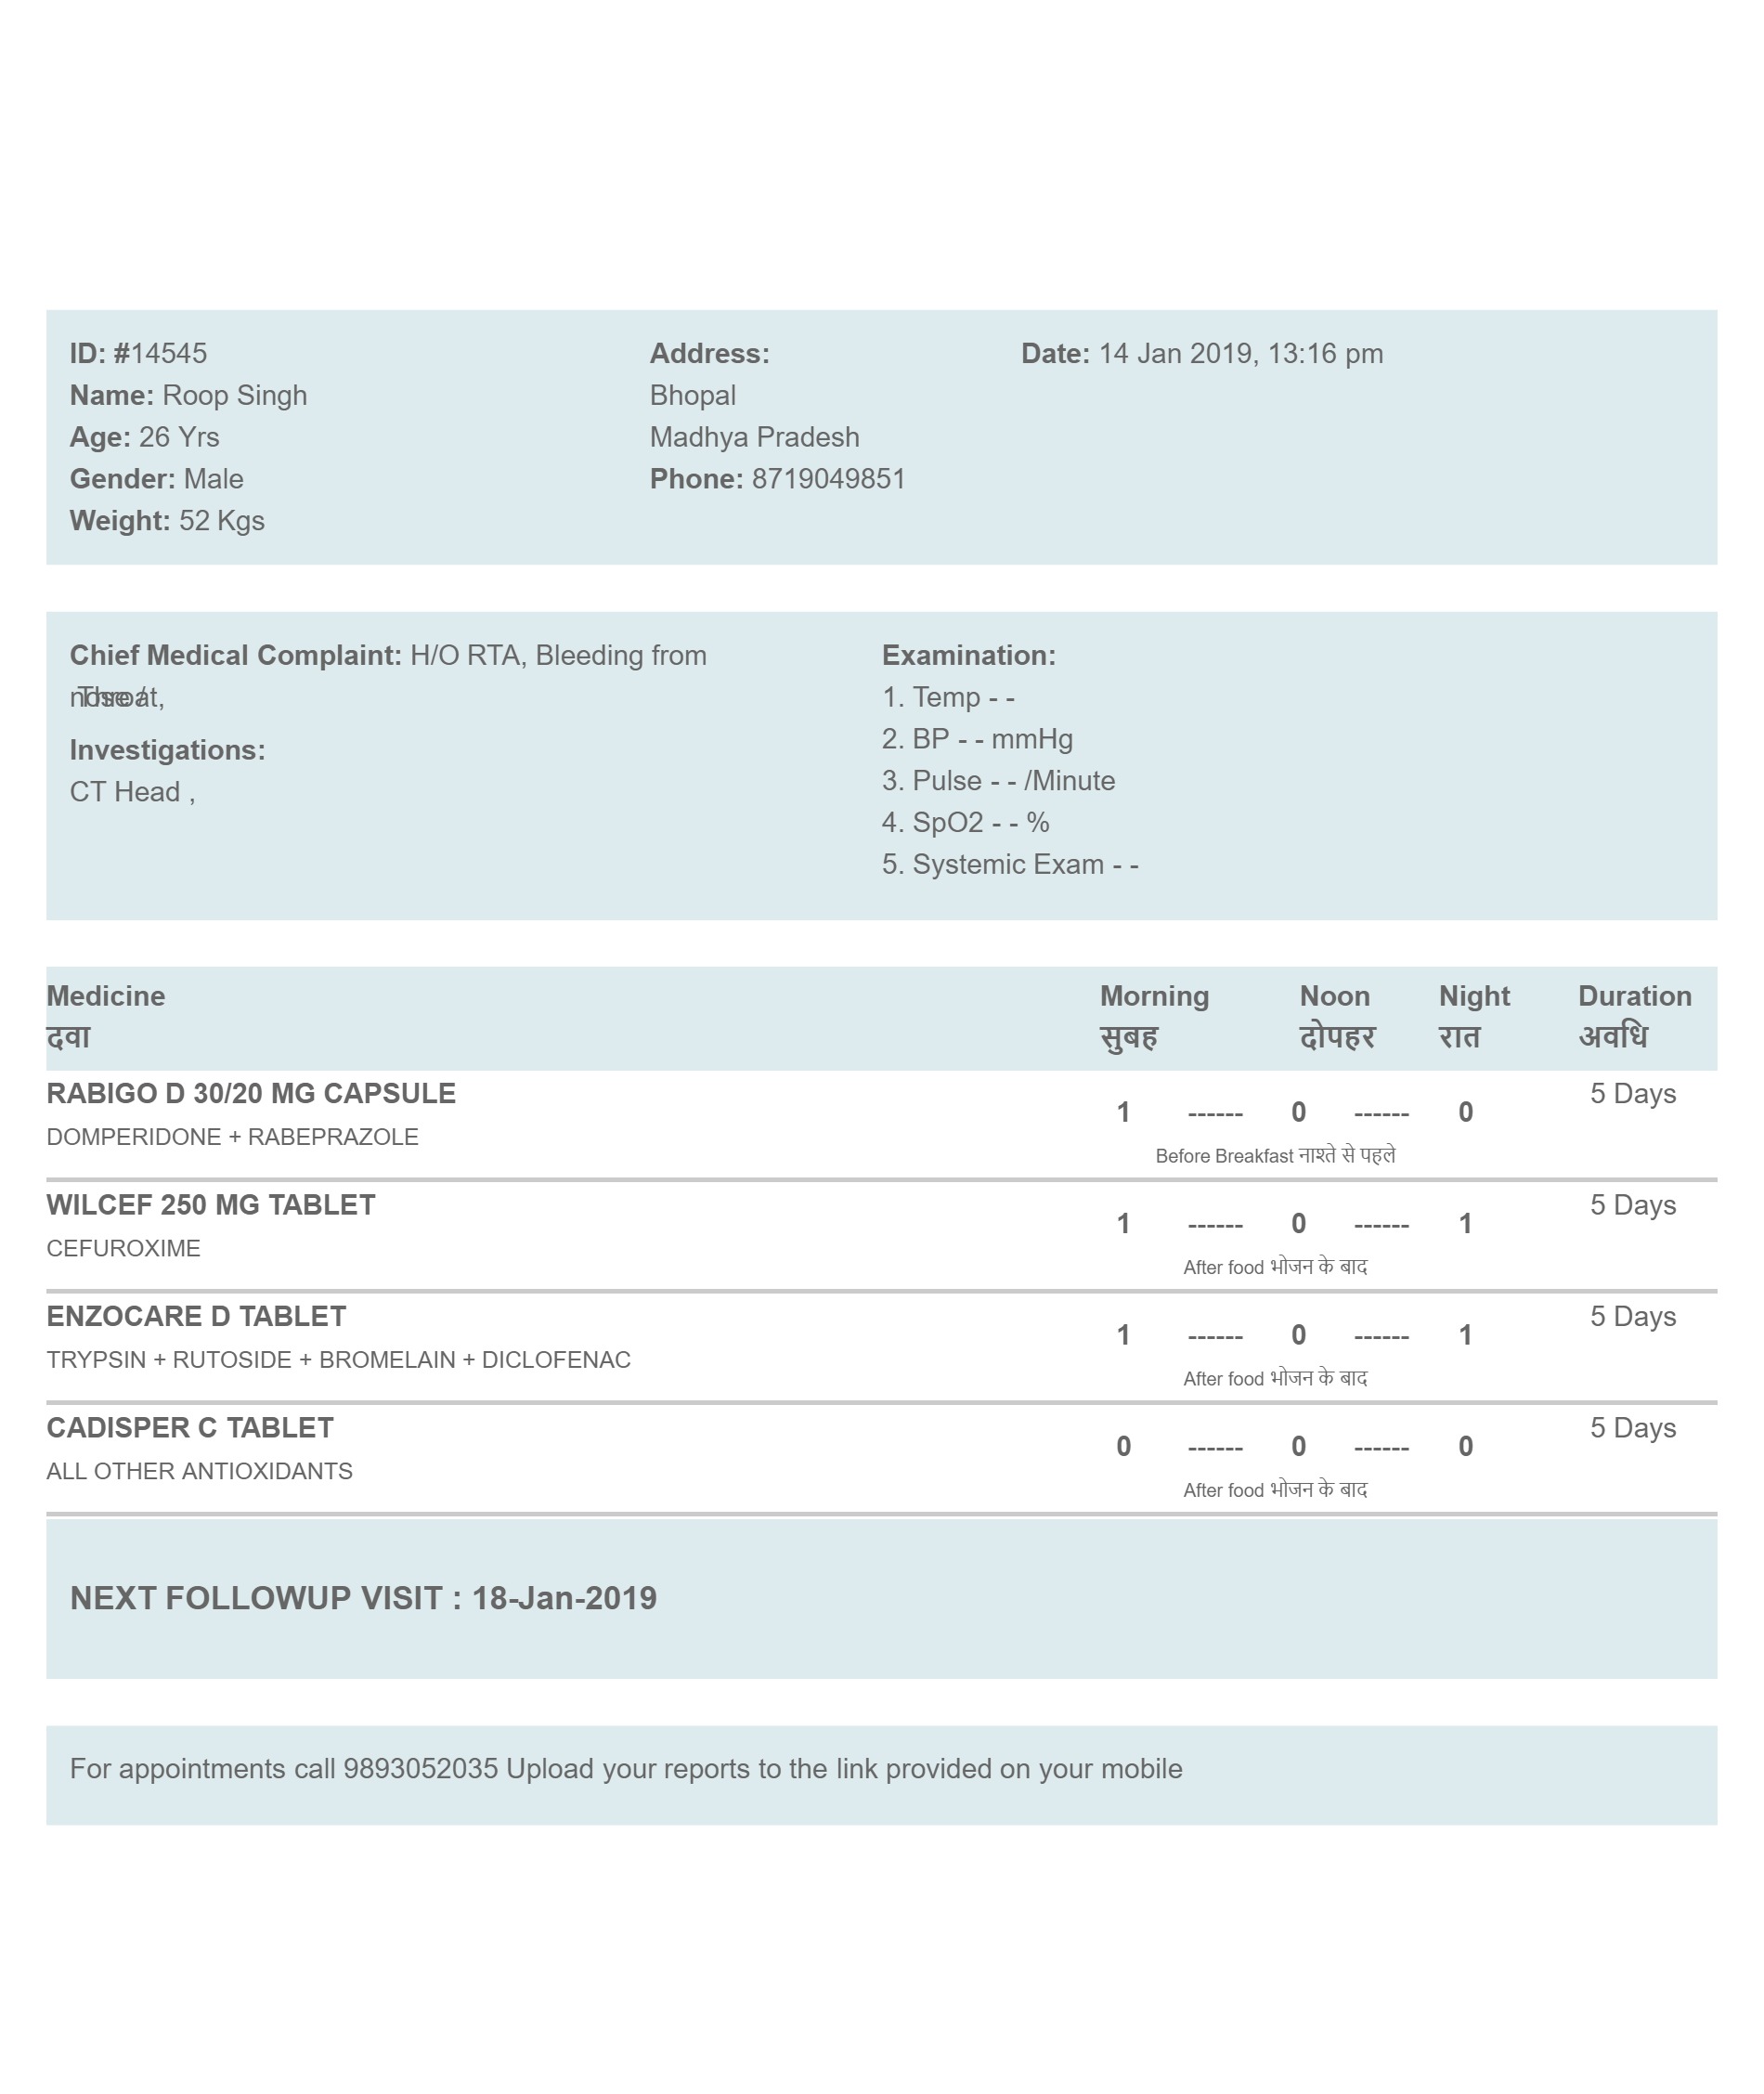 ID: #14545
Name: Roop Singh
Age: 26 Yrs
Gender: Male
Weight: 52 Kgs
Address:
Bhopal
Madhya Pradesh
Phone: 8719049851
Date: 14 Jan 2019, 13:16 pm
Chief Medical Complaint: H/O RTA, Bleeding from
nose / Throat,
Investigations:
CT Head ,
Examination:
1. Temp - -
2. BP - - mmHg
3. Pulse - - /Minute
4. SpO2 - - %
5. Systemic Exam - -
Medicine Morning Noon Night Duration
दवा सुबह दोपहर रात अवधि
RABIGO D 30/20 MG CAPSULE 1 ------ 0 ------ 0 5 Days
DOMPERIDONE + RABEPRAZOLE Before Breakfast नाश्ते से पहले
WILCEF 250 MG TABLET 1 ------ 0 ------ 1 5 Days
CEFUROXIME After food भोजन के बाद
ENZOCARE D TABLET 1 ------ 0 ------ 1 5 Days
TRYPSIN + RUTOSIDE + BROMELAIN + DICLOFENAC After food भोजन के बाद
CADISPER C TABLET 0 ------ 0 ------ 0 5 Days
ALL OTHER ANTIOXIDANTS After food भोजन के बाद
NEXT FOLLOWUP VISIT : 18-Jan-2019
For appointments call 9893052035 Upload your reports to the link provided on your mobile